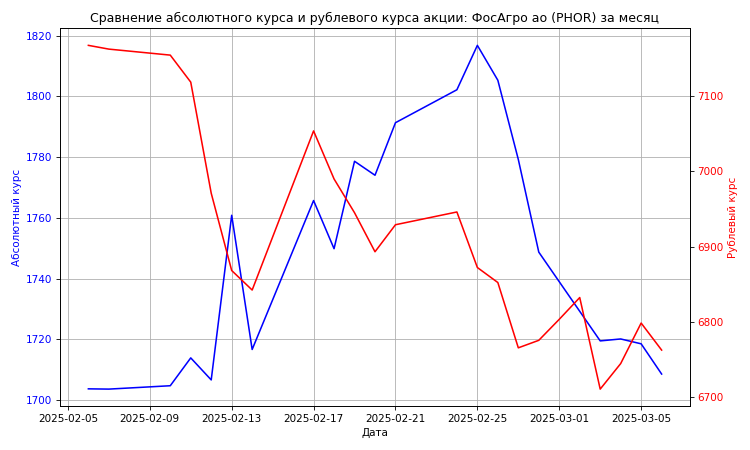 Сравнение абсолютного курса и рублевого курса акции: ФосАгро ао (PHOR) за месяц
1820
1800
1780
1760
1740
1720
1700
Абсолютный курс
7100
7000
6900
6800
6700
Рублевый курс
2025-02-05 2025-02-09 2025-02-13 2025-02-17 2025-02-21 2025-02-25 2025-03-01 2025-03-05
Дата